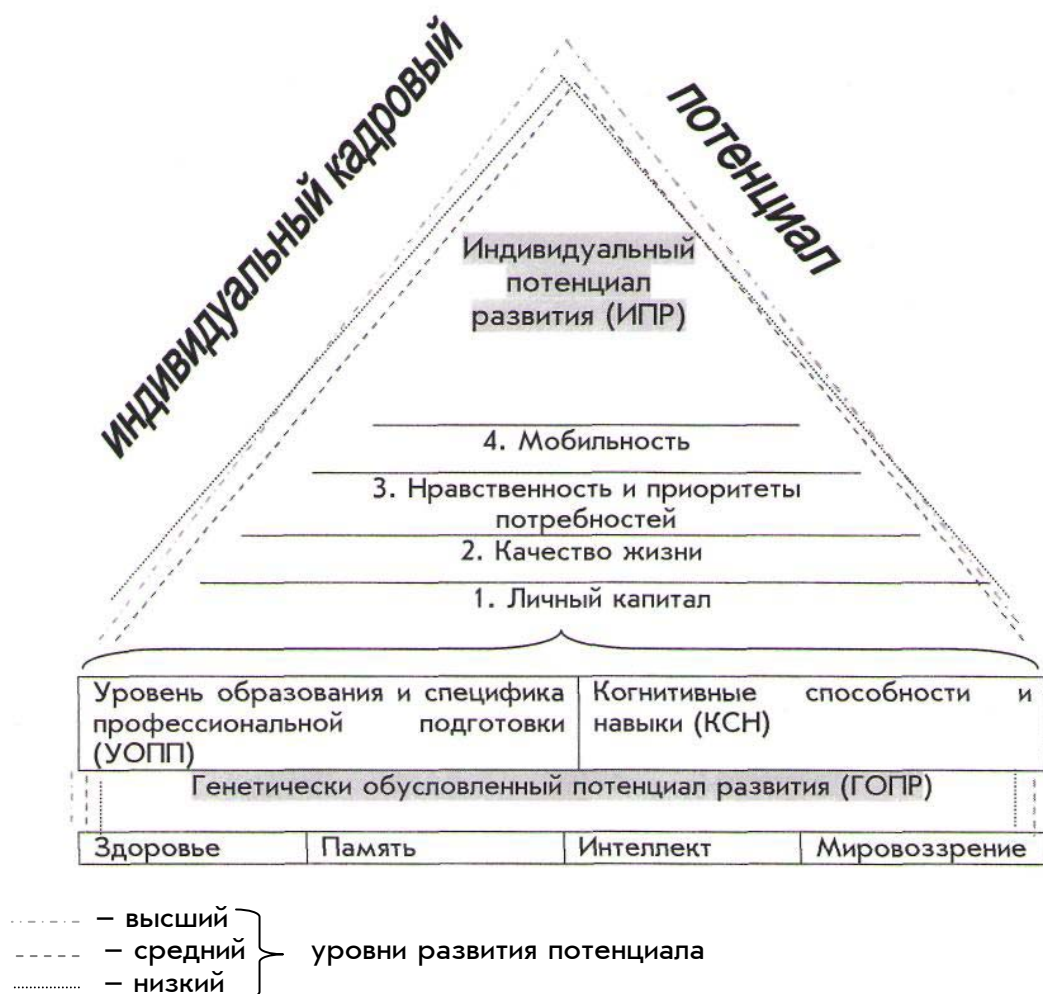 индивидуальный кадровый
потенциал
Индивидуальный
потенциал
развития (ИПР)
4. Мобильность
3. Нравственность и приоритеты
потребностей
2. Качество жизни
1. Личный капитал
Уровень образования и специфика
профессиональной подготовки
(УОПП)
Когнитивные способности и
навыки (КСН)
Генетически обусловленный потенциал развития (ГОПР)
Здоровье Память Интеллект Мировоззрение
– высший
– средний уровни развития потенциала
– низкий